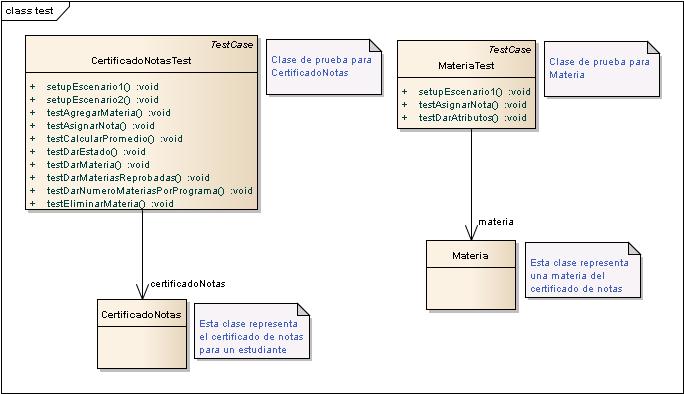 class test
TestCase
CertificadoNotasTest
+ setupEscenario1() :void
+ setupEscenario2() :void
+ testAgregarMateria() :void
+ testAsignarNota() :void
+ testCalcularPromedio() :void
+ testDarEstado() :void
+ testDarMateria() :void
+ testDarMateriasReprobadas() :void
+ testDarNumeroMateriasPorPrograma() :void
+ testEliminarMateria() :void
Clase de prueba para
CertificadoNotas
TestCase
MateriaTest
+ setupEscenario1() :void
+ testAsignarNota() :void
+ testDarAtributos() :void
Clase de prueba para
Materia
materia
Materia
Esta clase representa
una materia del
certificado de notas
certificadoNotas
CertificadoNotas
Esta clase representa
el certificado de notas
para un estudiante